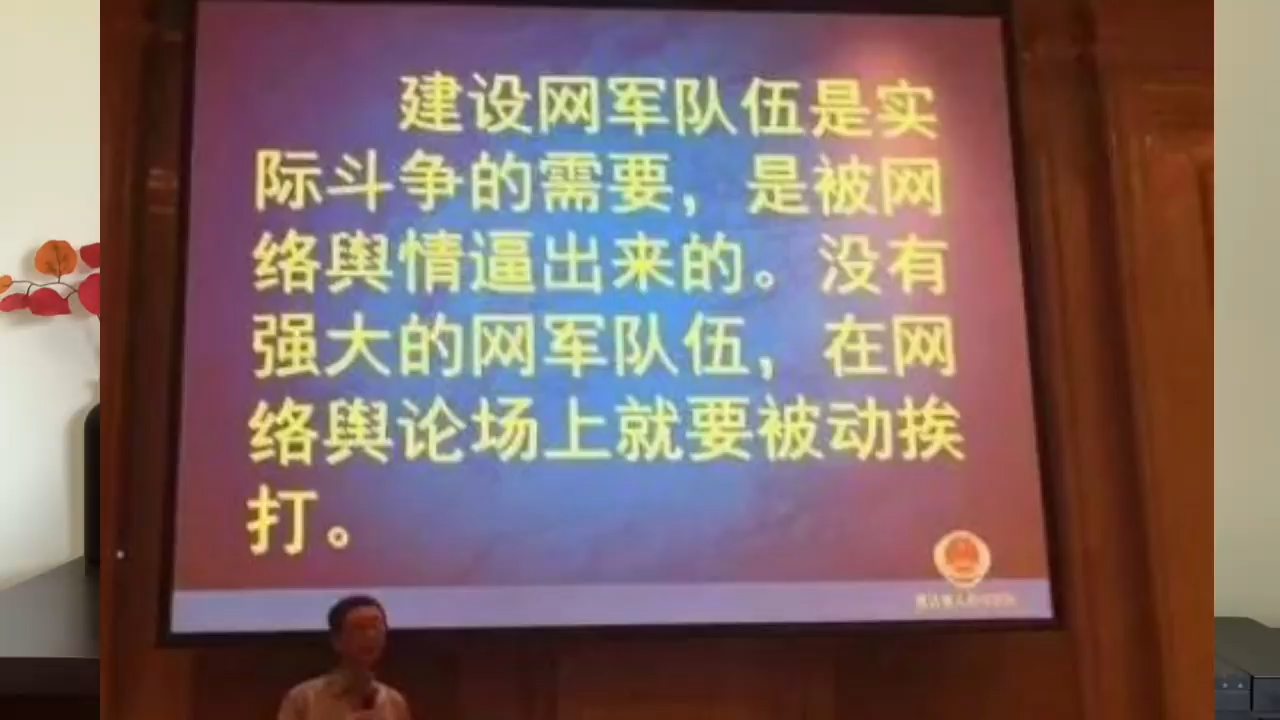 建设网军队伍是实
际斗争的需要，是被网
络舆情逼出来的。没有
强大的网军队伍，在网
络舆论场上就要被动挨
打。